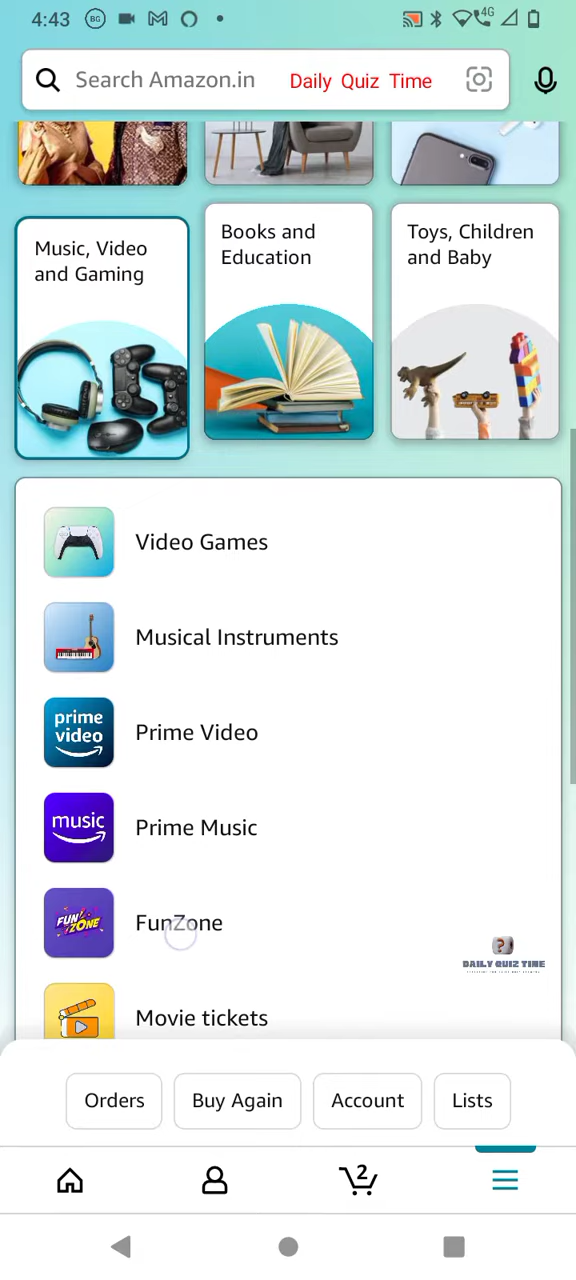 4:43 BG 4G
Search Amazon.in Daily Quiz Time
Music, Video
and Gaming
Books and
Education
Toys, Children
and Baby
Video Games
Musical Instruments
prime
video
Prime Video
music
Prime Music
FUN ZONE
FunZone
?
DAILY QUIZ TIME
Movie tickets
Orders Buy Again Account Lists
2